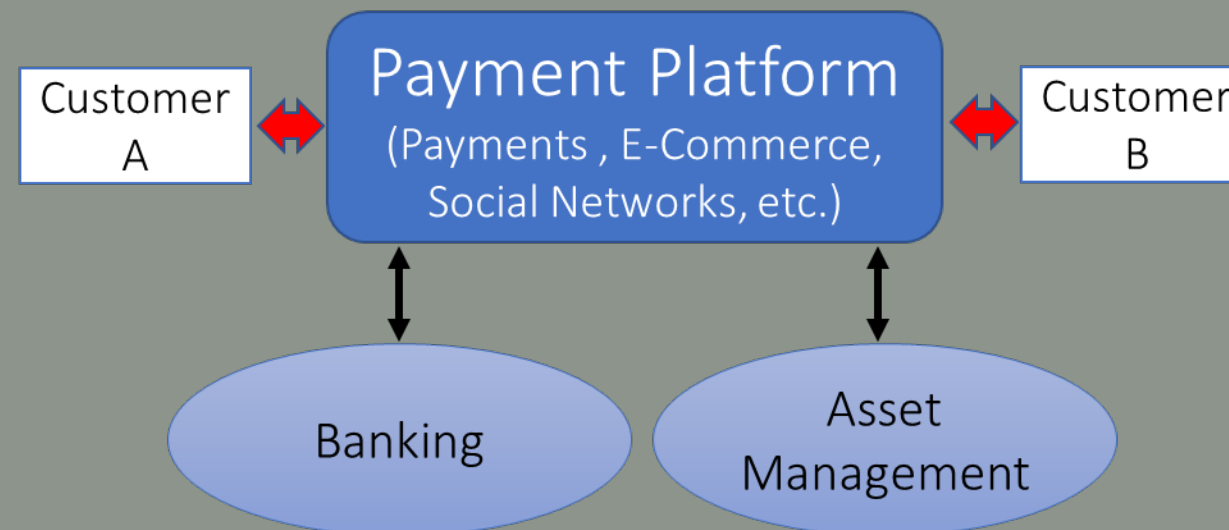 Customer
A
Payment Platform
(Payments , E-Commerce,
Social Networks, etc.)
Customer
B
Banking
Asset
Management